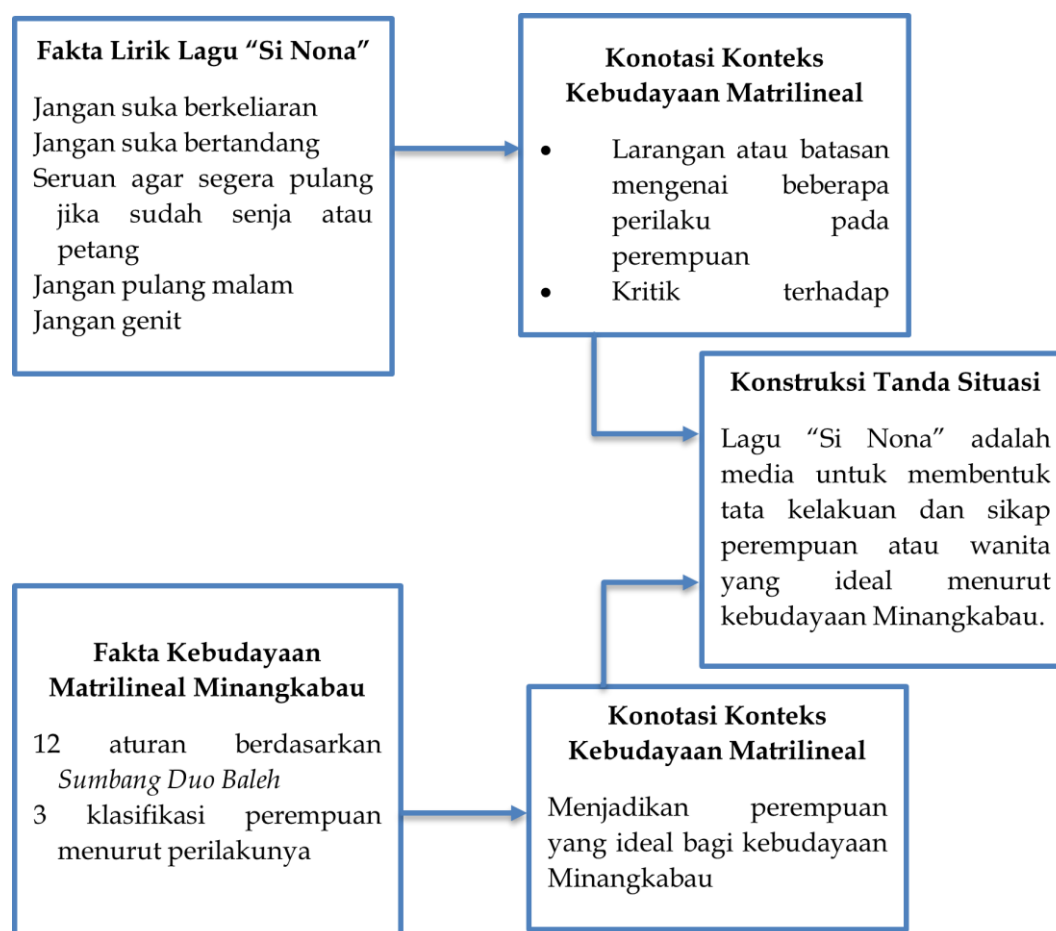 Fakta Lirik Lagu “Si Nona”
Jangan suka berkeliaran
Jangan suka bertandang
Seruan agar segera pulang
jika sudah senja atau
petang
Jangan pulang malam
Jangan genit
Konotasi Konteks
Kebudayaan Matrilineal
• Larangan atau batasan
mengenai beberapa
perilaku pada
perempuan
• Kritik terhadap
Konstruksi Tanda Situasi
Lagu “Si Nona” adalah
media untuk membentuk
tata kelakuan dan sikap
perempuan atau wanita
yang ideal menurut
kebudayaan Minangkabau.
Fakta Kebudayaan
Matrilineal Minangkabau
12 aturan berdasarkan
Sumbang Duo Baleh
3 klasifikasi perempuan
menurut perilakunya
Konotasi Konteks
Kebudayaan Matrilineal
Menjadikan perempuan
yang ideal bagi kebudayaan
Minangkabau